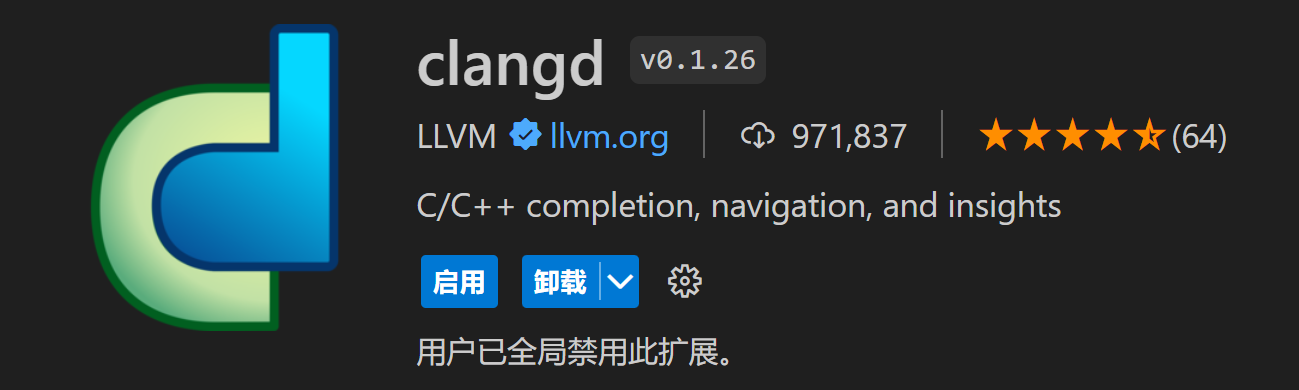 clangd v0.1.26
LLVM llvm.org 971,837 (64)
C/C++ completion, navigation, and insights
启用 卸载
用户已全局禁用此扩展。